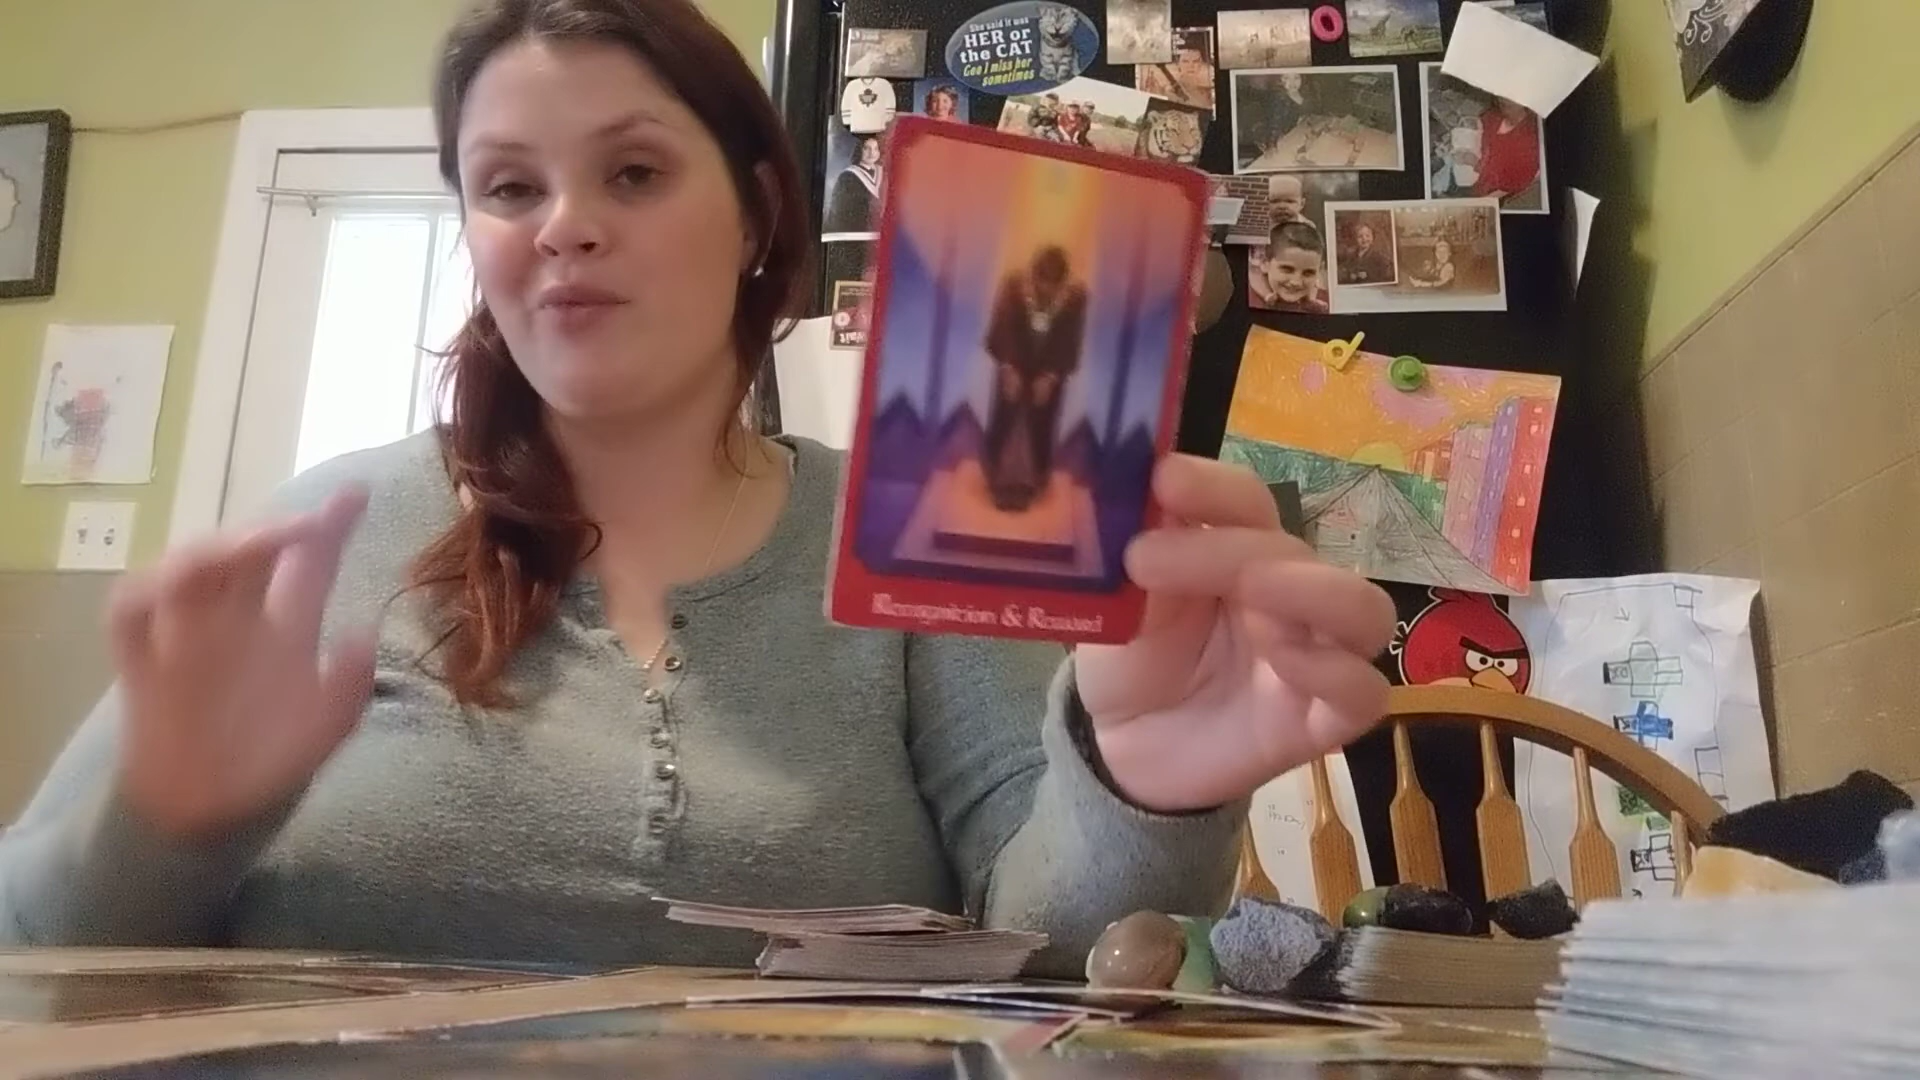 She said it was
HER or
the CAT
Gee I miss her
sometimes
Recognition & Reward